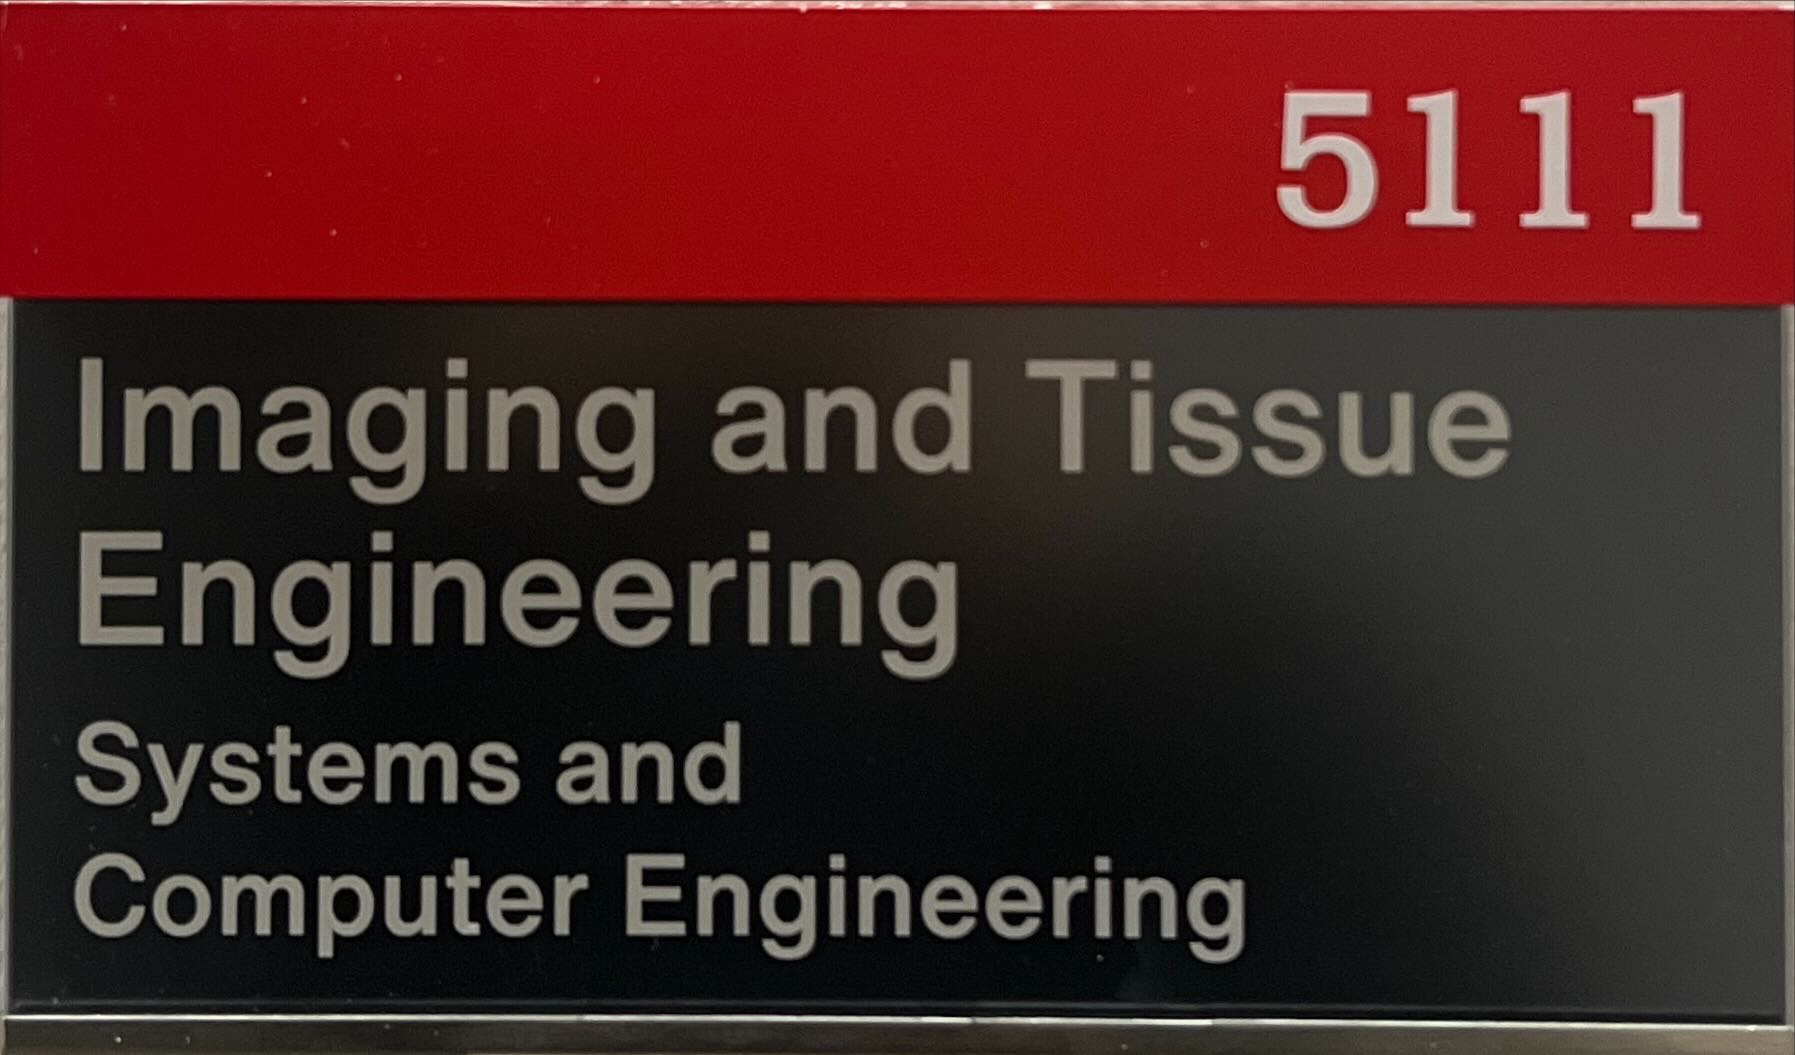 5111
Imaging and Tissue
Engineering
Systems and
Computer Engineering